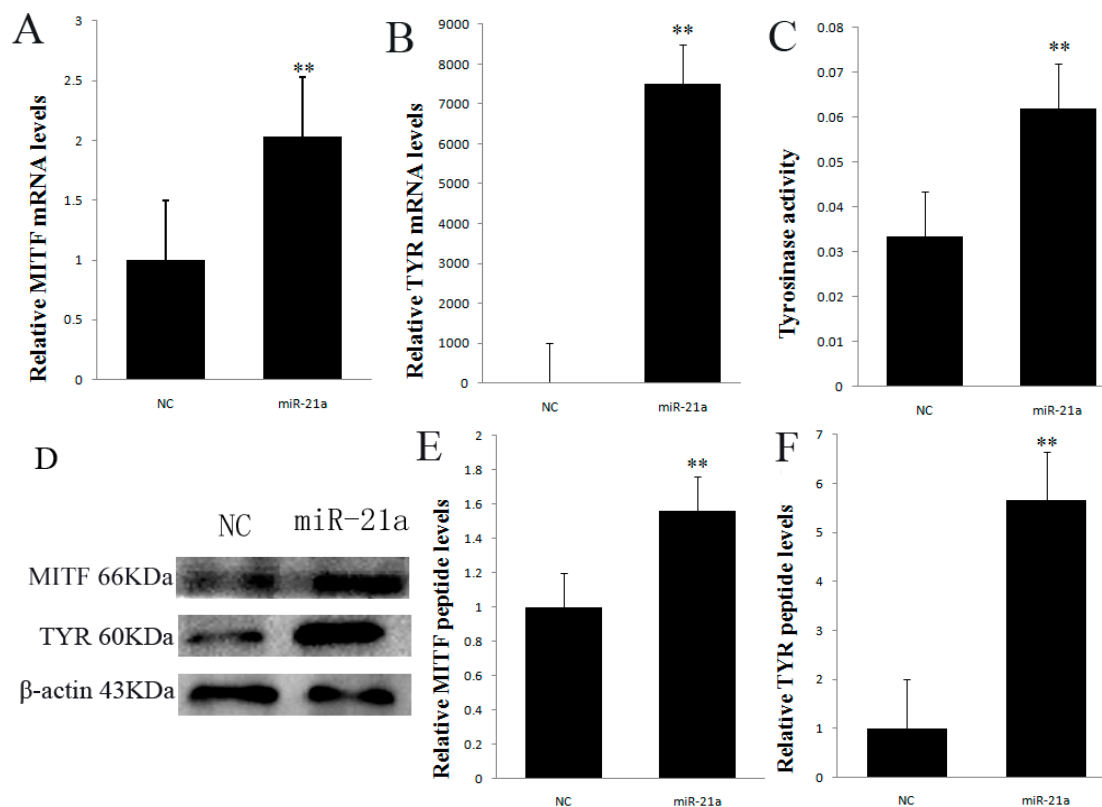 A
Relative MITF mRNA levels
3
2.5
2
1.5
1
0.5
0
**
NC
miR-21a
B
Relative TYR mRNA levels
9000
8000
7000
6000
5000
4000
3000
2000
1000
0
**
NC
miR-21a
C
Tyrosinase activity
0.08
0.07
0.06
0.05
0.04
0.03
0.02
0.01
0
**
NC
miR-21a
D
NC miR-21a
MITF 66KDa
TYR 60KDa
β-actin 43KDa
E
Relative MITF peptide levels
2
1.8
1.6
1.4
1.2
1
0.8
0.6
0.4
0.2
0
**
NC
miR-21a
F
Relative TYR peptide levels
7
6
5
4
3
2
1
0
**
NC
miR-21a